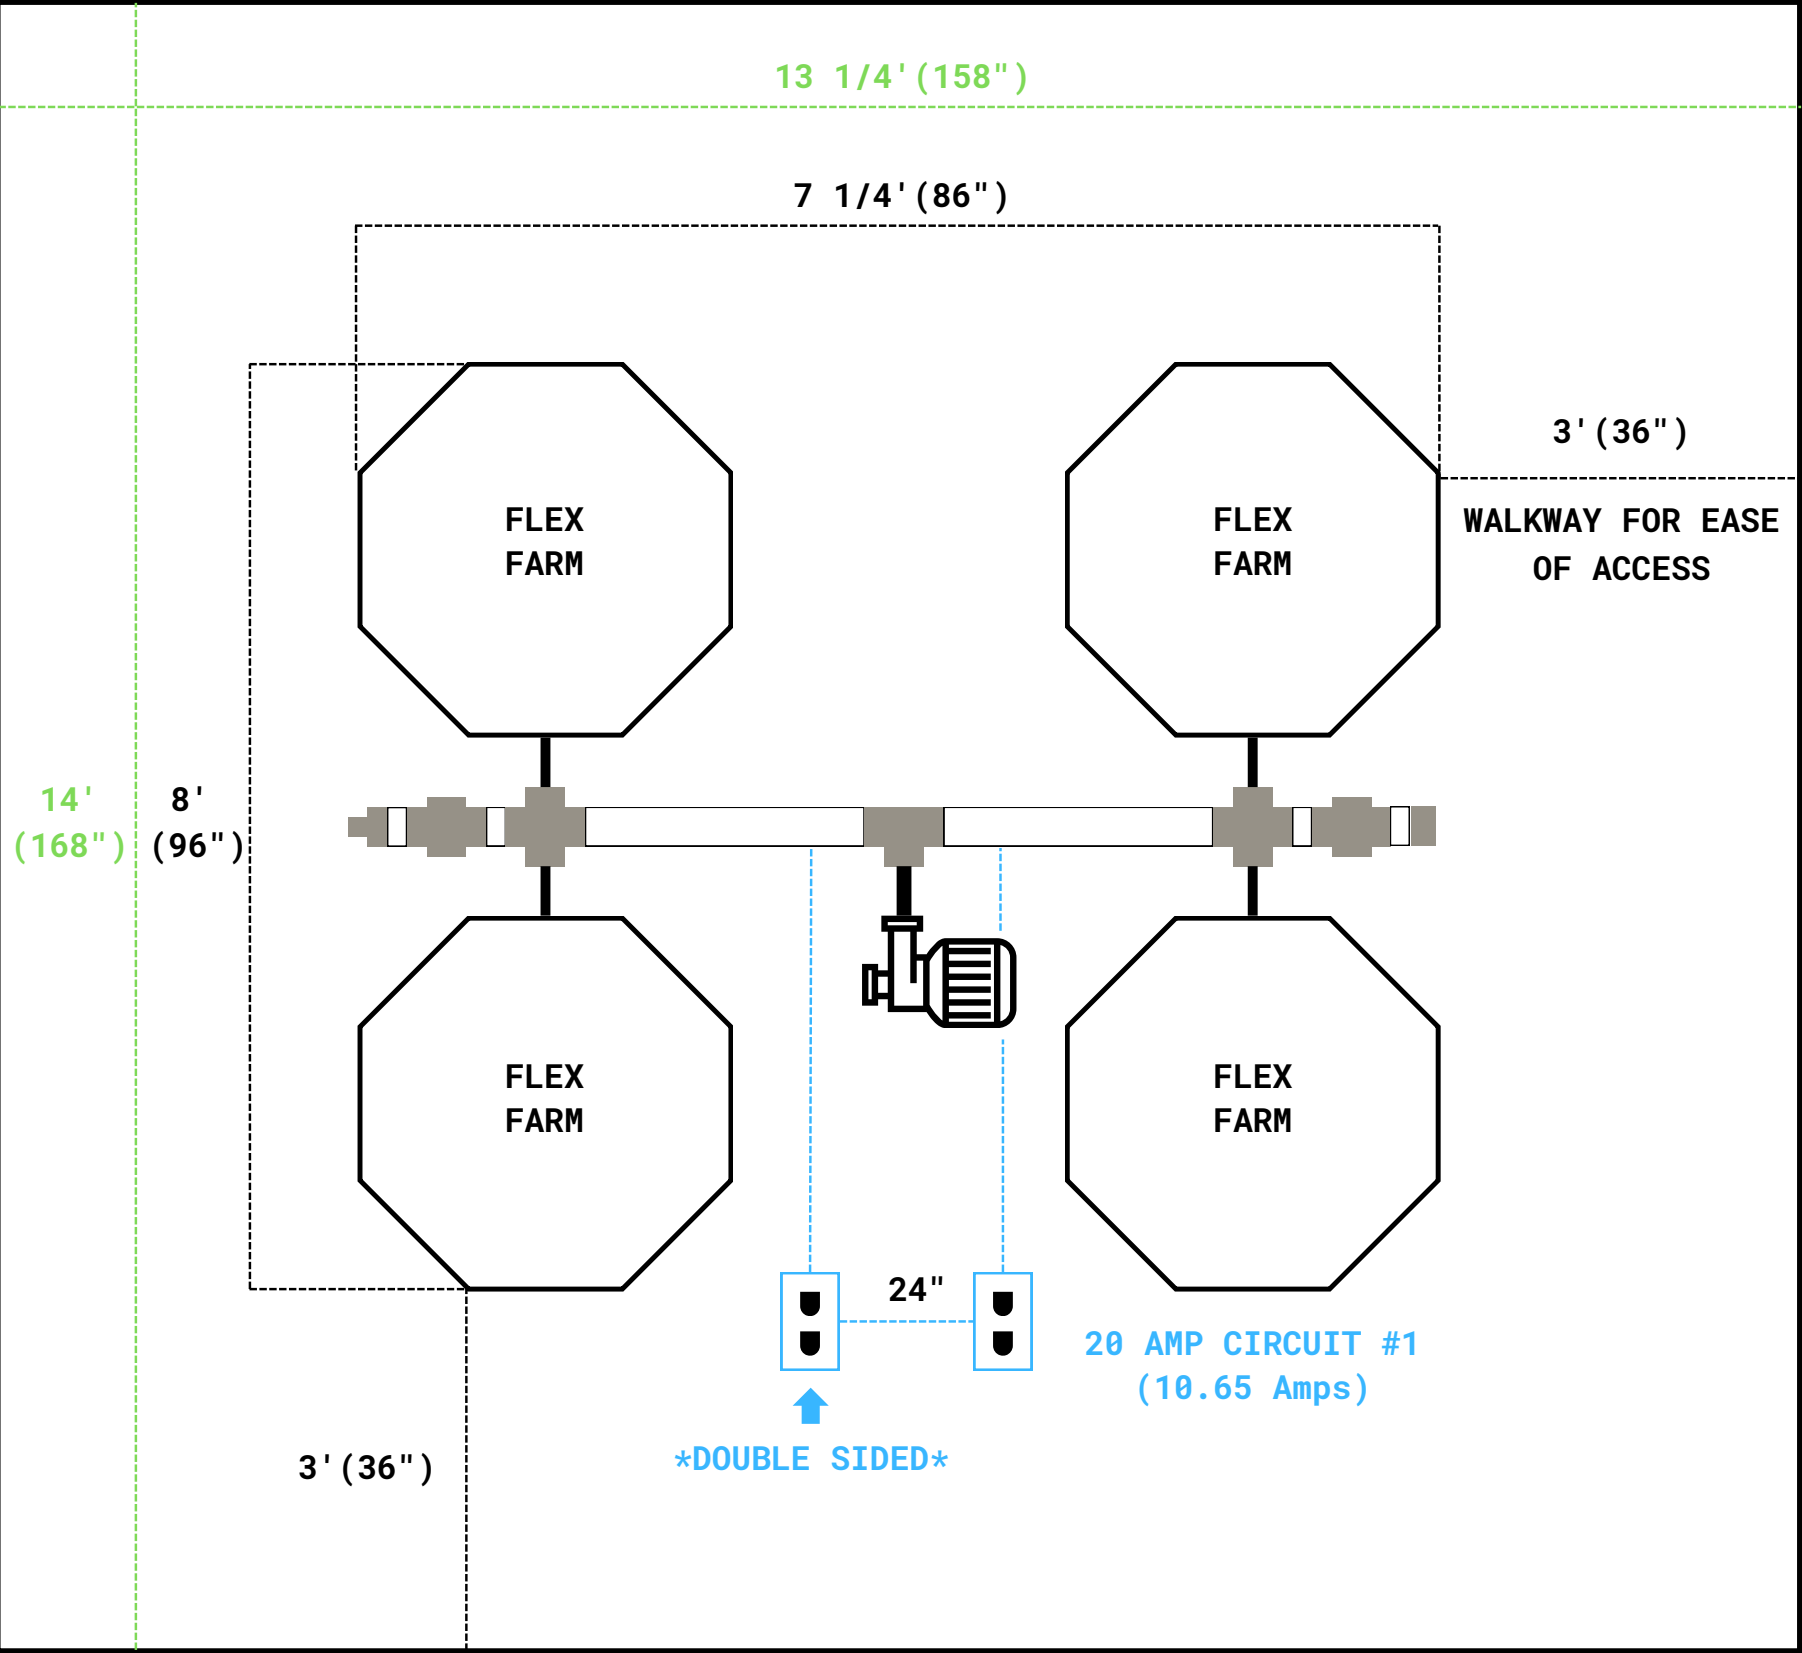 13 1/4'(158")
7 1/4'(86")
3'(36")
WALKWAY FOR EASE
OF ACCESS
FLEX
FARM
FLEX
FARM
14'
(168")
8'
(96")
FLEX
FARM
FLEX
FARM
24"
20 AMP CIRCUIT #1
(10.65 Amps)
*DOUBLE SIDED*
3'(36")